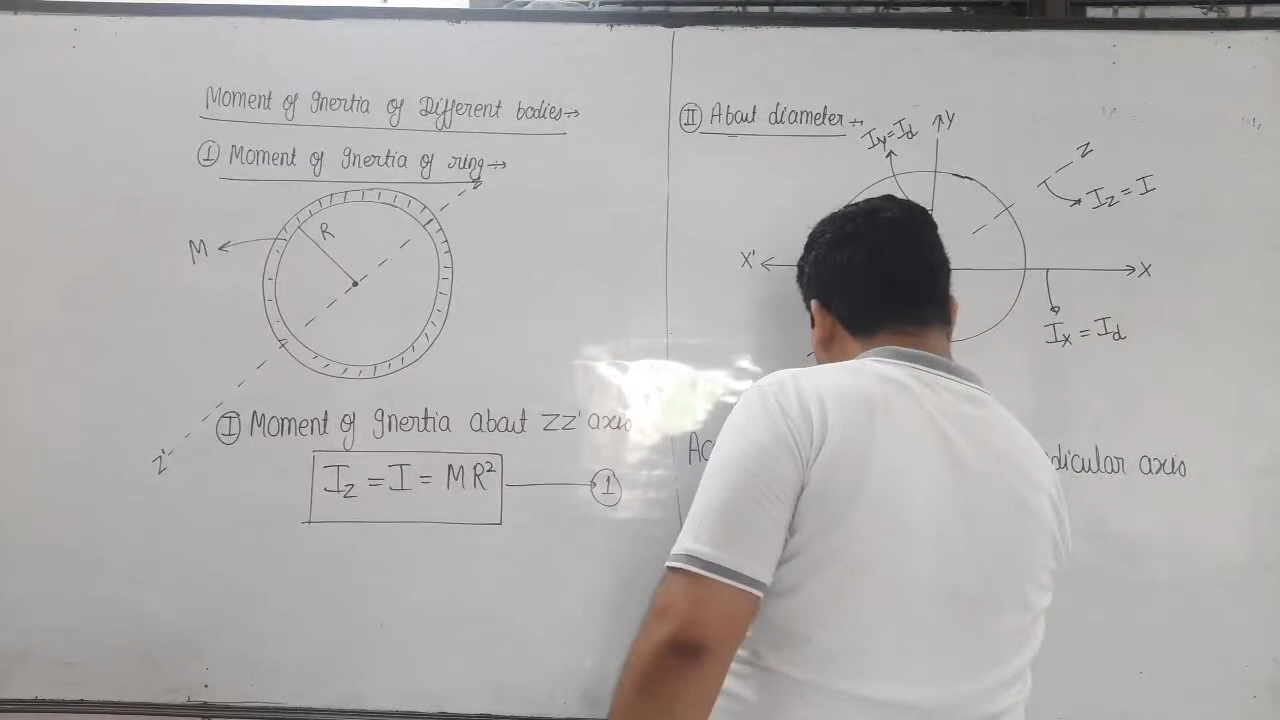 Moment of Inertia of Different bodies→
① Moment of Inertia of ring→
Z
M
R
Z'
Ⓘ Moment of Inertia about ZZ' axis
I_Z = I = MR²
①
Ⓘⓘ About diameter→
I_y = I_d
Y
Z
I_Z = I
X'
X
I_X = I_d
axis